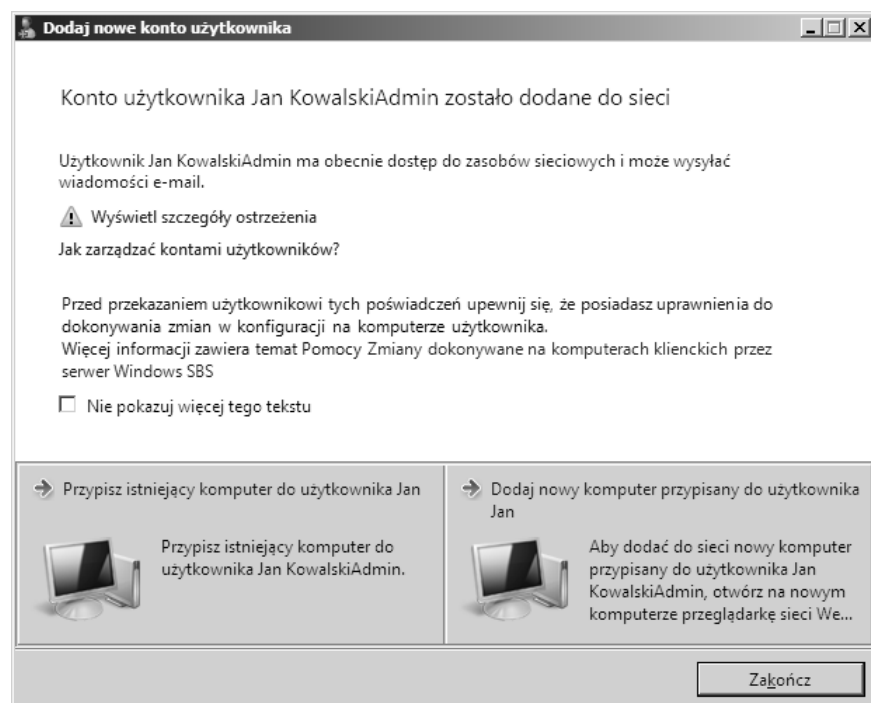 Dodaj nowe konto użytkownika
Konto użytkownika Jan KowalskiAdmin zostało dodane do sieci
Użytkownik Jan KowalskiAdmin ma obecnie dostęp do zasobów sieciowych i może wysyłać
wiadomości e-mail.
Wyświetl szczegóły ostrzeżenia
Jak zarządzać kontami użytkowników?
Przed przekazaniem użytkownikowi tych poświadczeń upewnij się, że posiadasz uprawnienia do
dokonywania zmian w konfiguracji na komputerze użytkownika.
Więcej informacji zawiera temat Pomocy Zmiany dokonywane na komputerach klienckich przez
serwer Windows SBS
Nie pokazuj więcej tego tekstu
Przypisz istniejący komputer do użytkownika Jan
Przypisz istniejący komputer do
użytkownika Jan KowalskiAdmin.
Dodaj nowy komputer przypisany do użytkownika
Jan
Aby dodać do sieci nowy komputer
przypisany do użytkownika Jan
KowalskiAdmin, otwórz na nowym
komputerze przeglądarkę sieci We...
Zakończ